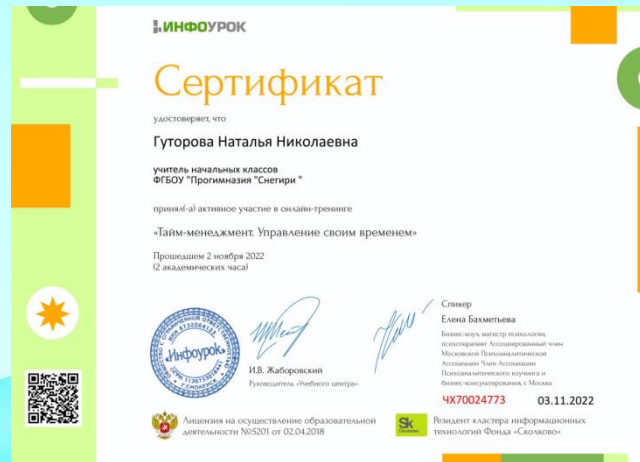 ИНФОУРОК
Сертификат
удостоверяет, что
Гуторова Наталья Николаевна
учитель начальных классов
ФГБОУ "Прогимназия "Снегири "
принял(-а) активное участие в онлайн-тренинге
«Тайм-менеджмент. Управление своим временем»
Прошедшем 2 ноября 2022
(2 академических часа)
Спикер
Елена Бахметьева
Бизнес-коуч, магистр психологии,
психотерапевт Ассоциированный член
Московской Психоаналитической
Ассоциации Член Ассоциации
Психоаналитического коучинга и
бизнес-консультирования, г. Москва
«Инфоурок»
И.В. Жаборовский
Руководитель «Учебного центра»
ЧХ70024773 03.11.2022
Лицензия на осуществление образовательной
деятельности №5201 от 02.04.2018
Sk
Резидент кластера информационных
технологий Фонда «Сколково»